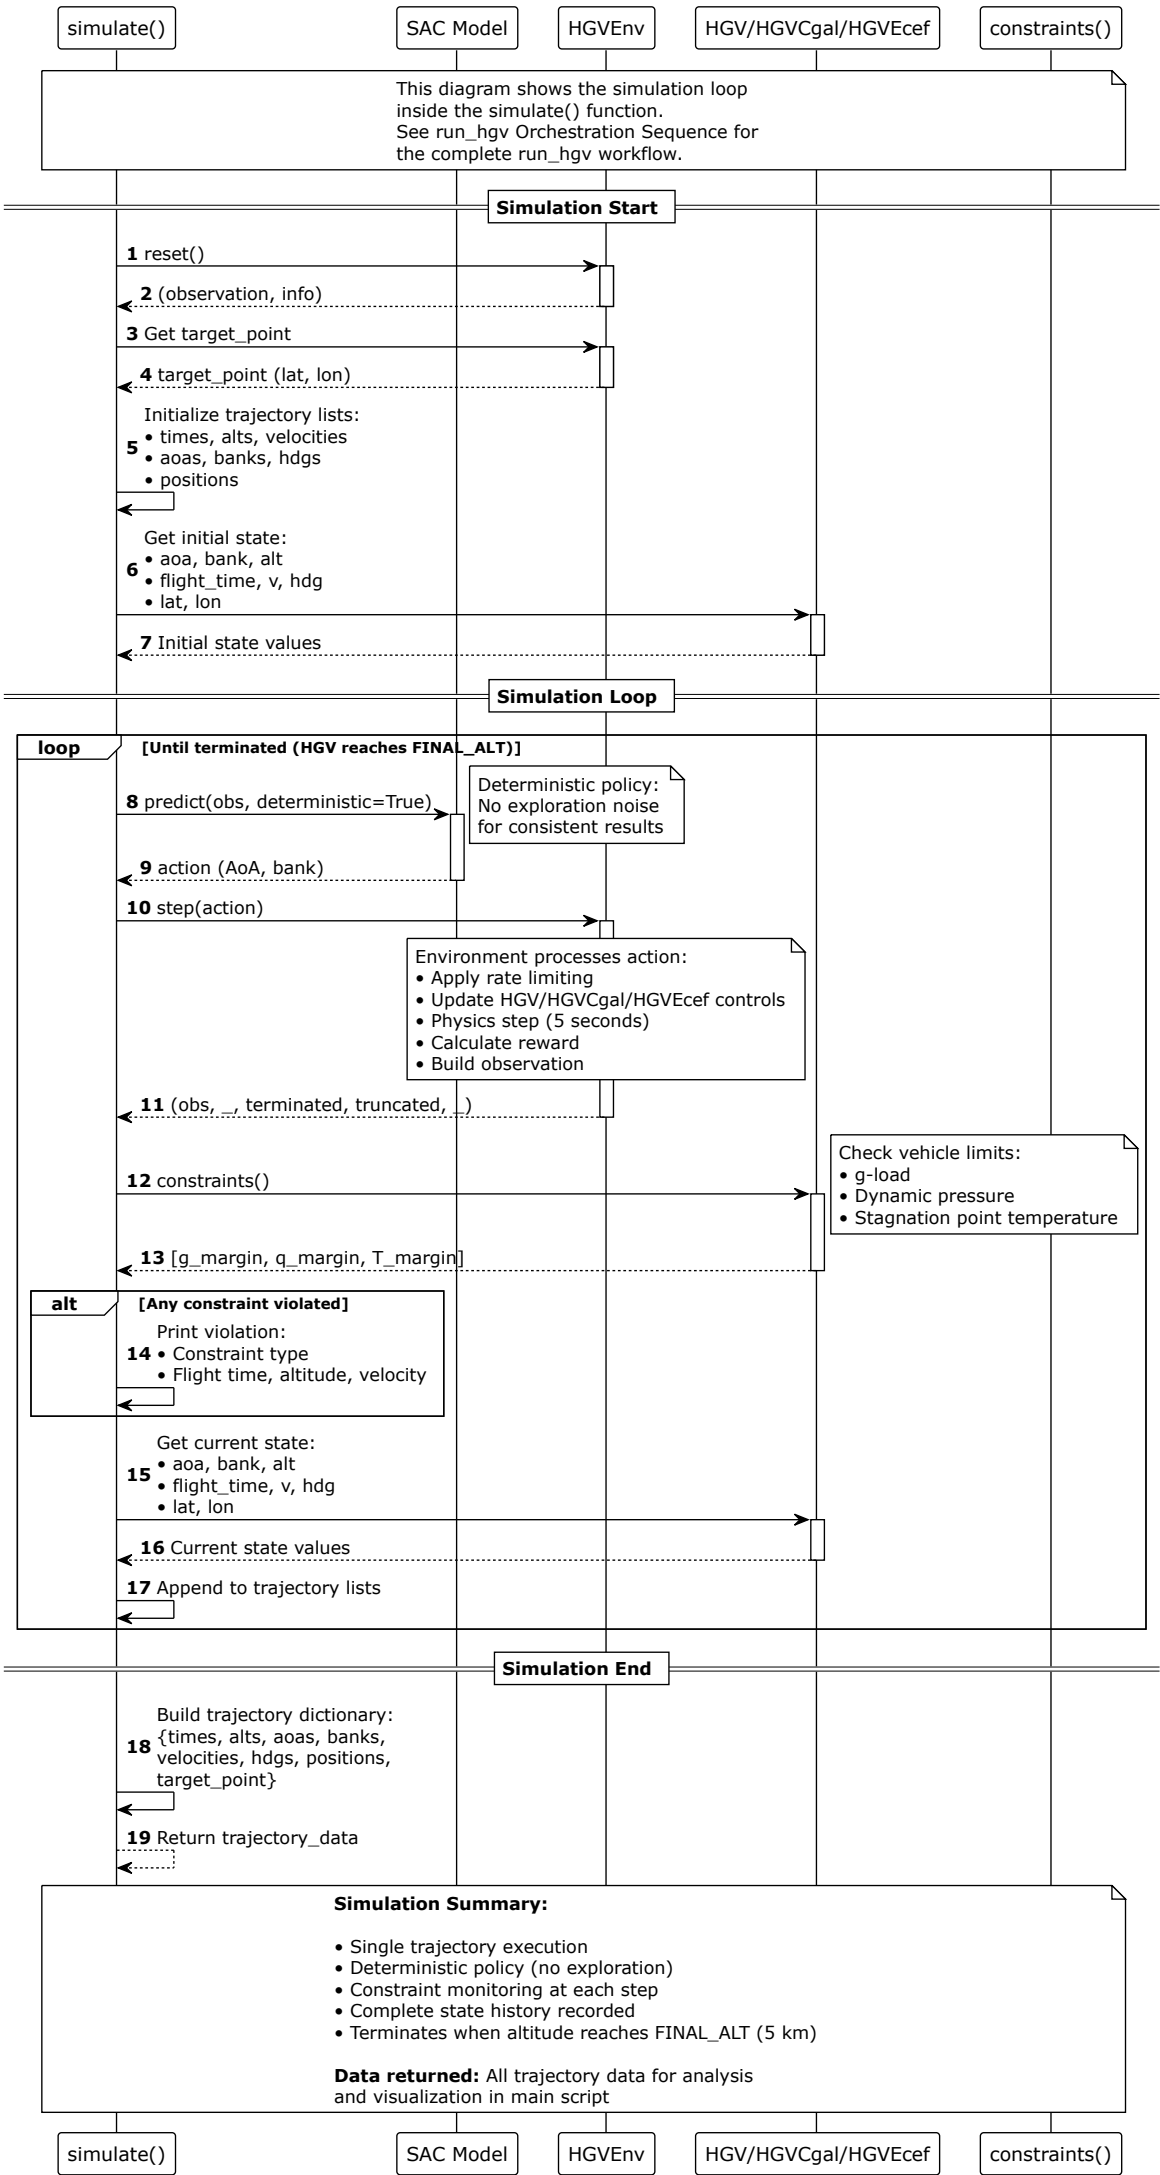 simulate()
SAC Model
HGVEnv
HGV/HGVCgal/HGVEcef
constraints()
This diagram shows the simulation loop
inside the simulate() function.
See run_hgv Orchestration Sequence for
the complete run_hgv workflow.
Simulation Start
1 reset()
2 (observation, info)
3 Get target_point
4 target_point (lat, lon)
Initialize trajectory lists:
• times, alts, velocities
5
• aoas, banks, hdgs
• positions
Get initial state:
• aoa, bank, alt
6
• flight_time, v, hdg
• lat, lon
7 Initial state values
Simulation Loop
loop [Until terminated (HGV reaches FINAL_ALT)]
Deterministic policy:
No exploration noise
for consistent results
8 predict(obs, deterministic=True)
9 action (AoA, bank)
10 step(action)
Environment processes action:
• Apply rate limiting
• Update HGV/HGVCgal/HGVEcef controls
• Physics step (5 seconds)
• Calculate reward
• Build observation
11 (obs, _, terminated, truncated, _)
Check vehicle limits:
• g-load
• Dynamic pressure
• Stagnation point temperature
12 constraints()
13 [g_margin, q_margin, T_margin]
alt [Any constraint violated]
Print violation:
14 • Constraint type
• Flight time, altitude, velocity
Get current state:
• aoa, bank, alt
15
• flight_time, v, hdg
• lat, lon
16 Current state values
17 Append to trajectory lists
Simulation End
Build trajectory dictionary:
{times, alts, aoas, banks,
18
velocities, hdgs, positions,
target_point}
19 Return trajectory_data
Simulation Summary:
• Single trajectory execution
• Deterministic policy (no exploration)
• Constraint monitoring at each step
• Complete state history recorded
• Terminates when altitude reaches FINAL_ALT (5 km)
Data returned: All trajectory data for analysis
and visualization in main script
simulate()
SAC Model
HGVEnv
HGV/HGVCgal/HGVEcef
constraints()